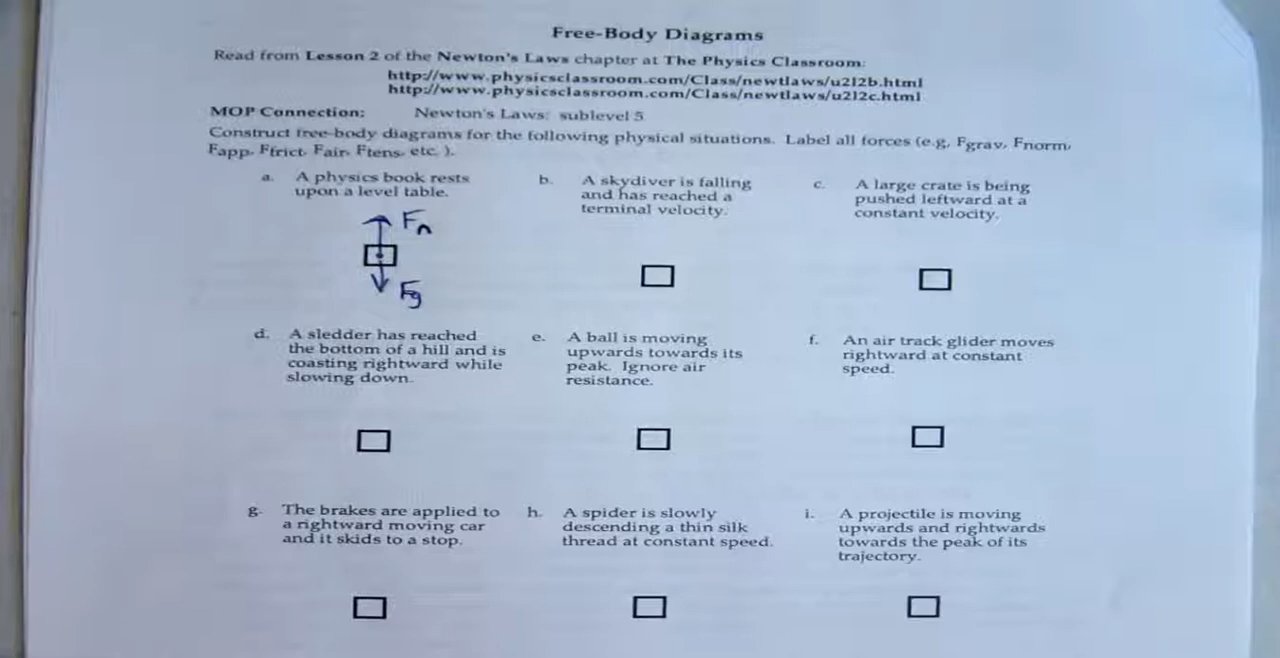 Free-Body Diagrams
Read from Lesson 2 of the Newton's Laws chapter at The Physics Classroom:
http://www.physicsclassroom.com/Class/newtlaws/u2l2b.html
http://www.physicsclassroom.com/Class/newtlaws/u2l2c.html
MOP Connection: Newton's Laws: sublevel 5
Construct free-body diagrams for the following physical situations. Label all forces (e.g, Fgrav, Fnorm,
Fapp, Ffrict, Fair, Ftens, etc. ).
a. A physics book rests
upon a level table.
Fn
Fg
b. A skydiver is falling
and has reached a
terminal velocity.
c. A large crate is being
pushed leftward at a
constant velocity.
d. A sledder has reached
the bottom of a hill and is
coasting rightward while
slowing down.
e. A ball is moving
upwards towards its
peak. Ignore air
resistance.
f. An air track glider moves
rightward at constant
speed.
g. The brakes are applied to
a rightward moving car
and it skids to a stop.
h. A spider is slowly
descending a thin silk
thread at constant speed.
i. A projectile is moving
upwards and rightwards
towards the peak of its
trajectory.